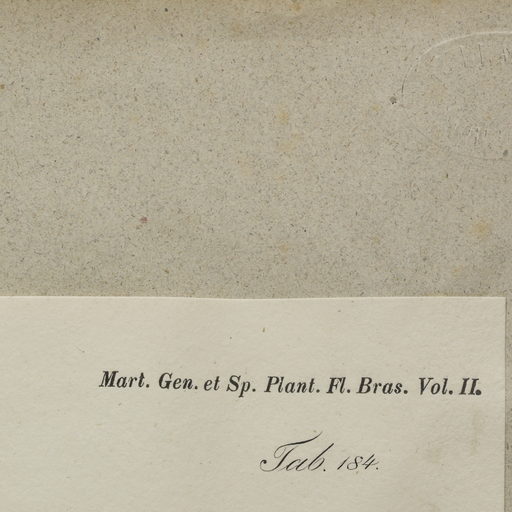 Mart. Gen. et Sp. Plant. Fl. Bras. Vol. II.
Tab. 184.